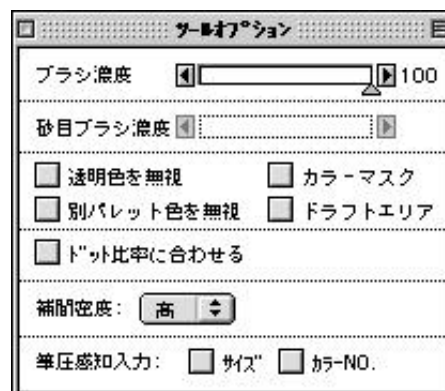 ツールオプション
ブラシ濃度 100
砂目ブラシ濃度
透明色を無視 カラーマスク
別パレット色を無視 ドラフトエリア
ドット比率に合わせる
補間密度: 高
筆圧感知入力: サイズ カラーNO.